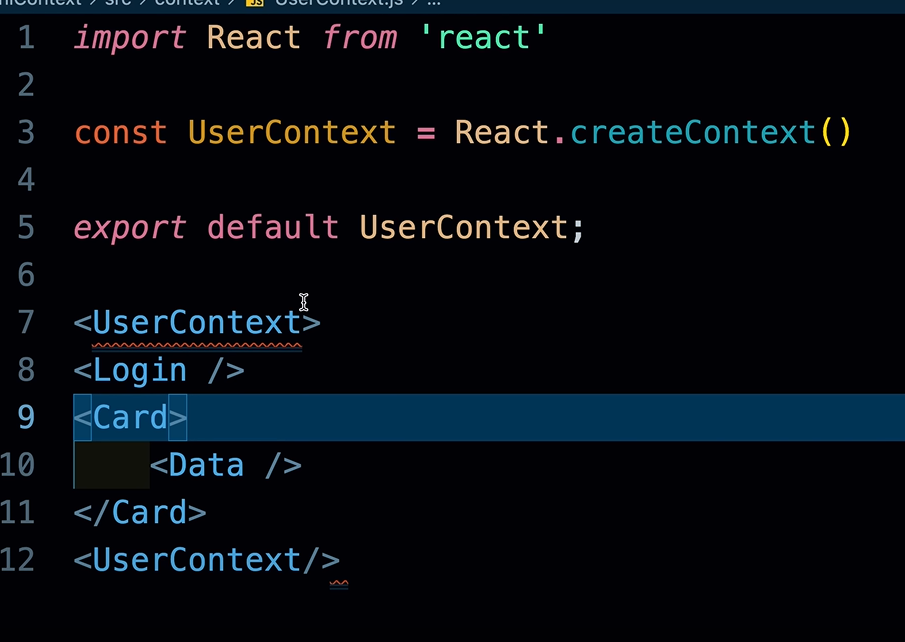 src > context > JS UserContext.js > ...
1 import React from 'react'
2
3 const UserContext = React.createContext()
4
5 export default UserContext;
6
7 <UserContext>
8 <Login />
9 <Card>
10 <Data />
11 </Card>
12 <UserContext/>